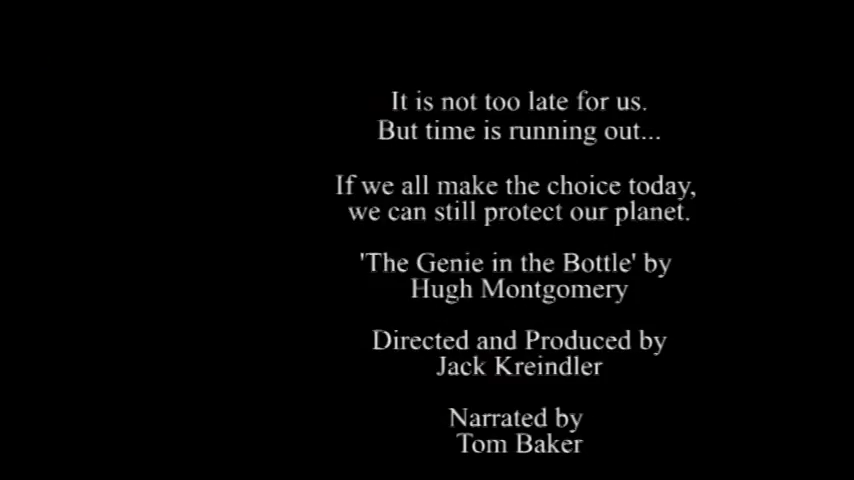 It is not too late for us.
But time is running out...
If we all make the choice today,
we can still protect our planet.
'The Genie in the Bottle' by
Hugh Montgomery
Directed and Produced by
Jack Kreindler
Narrated by
Tom Baker